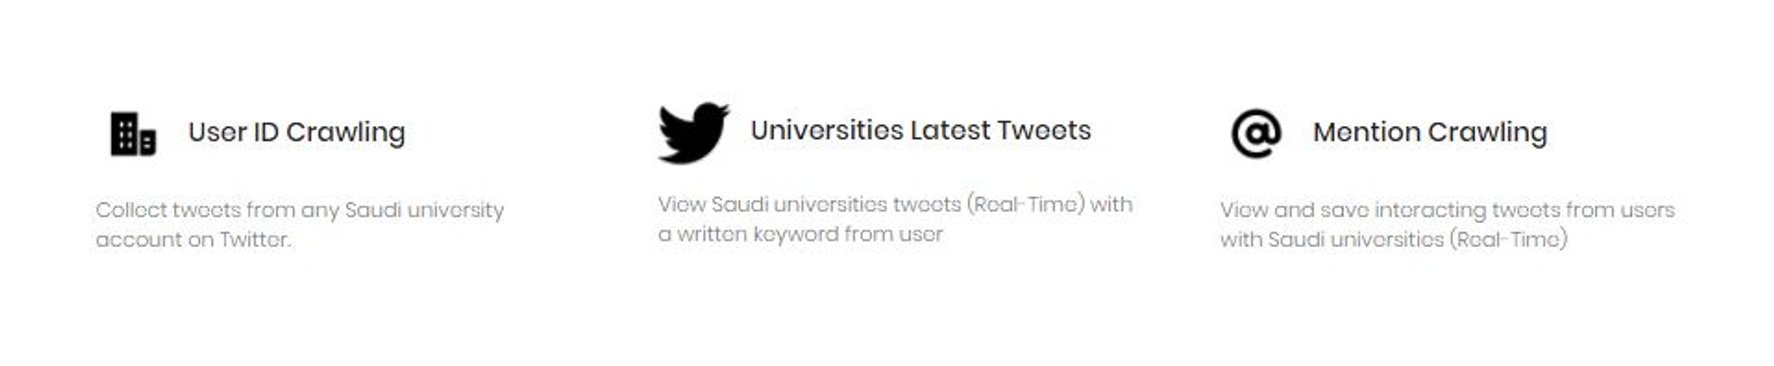 User ID Crawling
Collect tweets from any Saudi university
account on Twitter.
Universities Latest Tweets
View Saudi universities tweets (Real-Time) with
a written keyword from user
Mention Crawling
View and save interacting tweets from users
with Saudi universities (Real-Time)